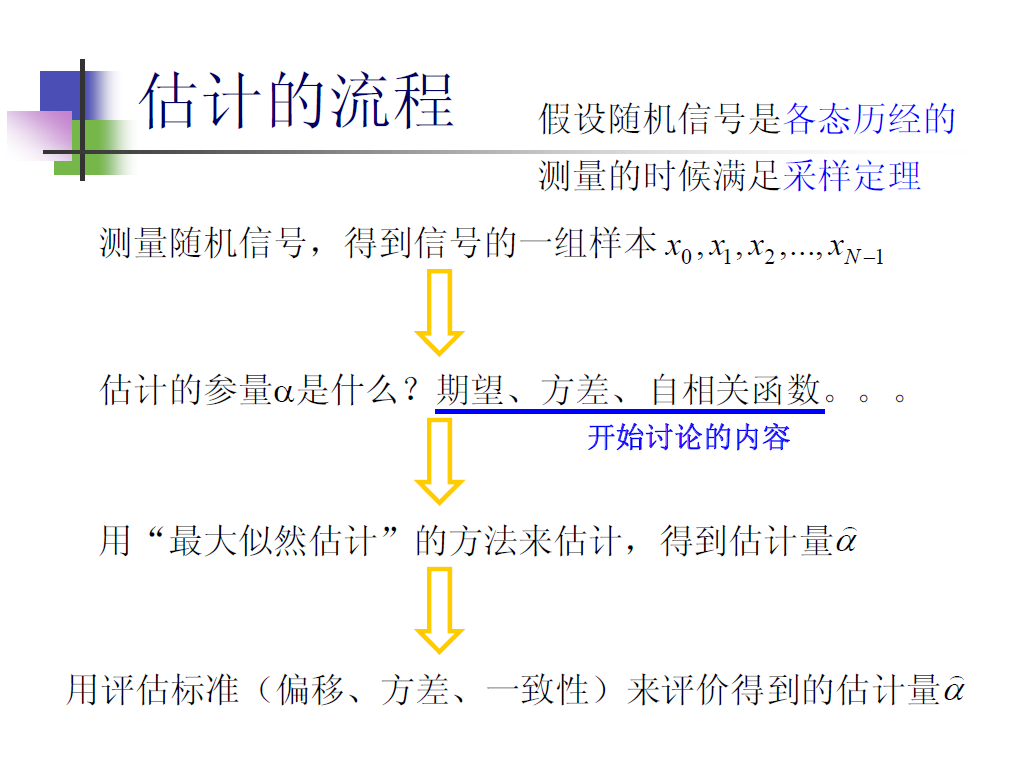 估计的流程
假设随机信号是各态历经的
测量的时候满足采样定理
测量随机信号，得到信号的一组样本 x₀,x₁,x₂,...,x_{N−1}
估计的参量α是什么？期望、方差、自相关函数。。。
开始讨论的内容
用“最大似然估计”的方法来估计，得到估计量α̂
用评估标准（偏移、方差、一致性）来评价得到的估计量α̂